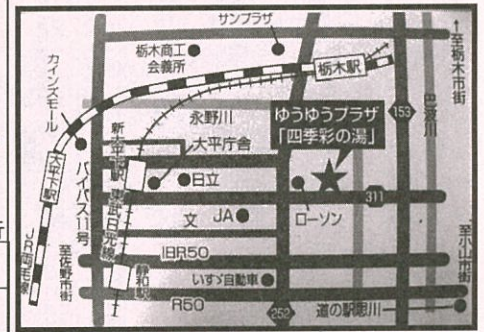 サンプラザ
栃木商工
会議所
栃木駅
至栃木市街
カインズモール
永野川
ゆうゆうプラザ
「四季彩の湯」
153
巴波川
新大平下駅
大平庁舎
大平下駅
バイパス11号
東武日光線
日立
ローソン
311
文
JA
JR両毛線
至佐野市街
旧R50
至小山市街
静和駅
いすゞ自動車
R50
252
道の駅思川